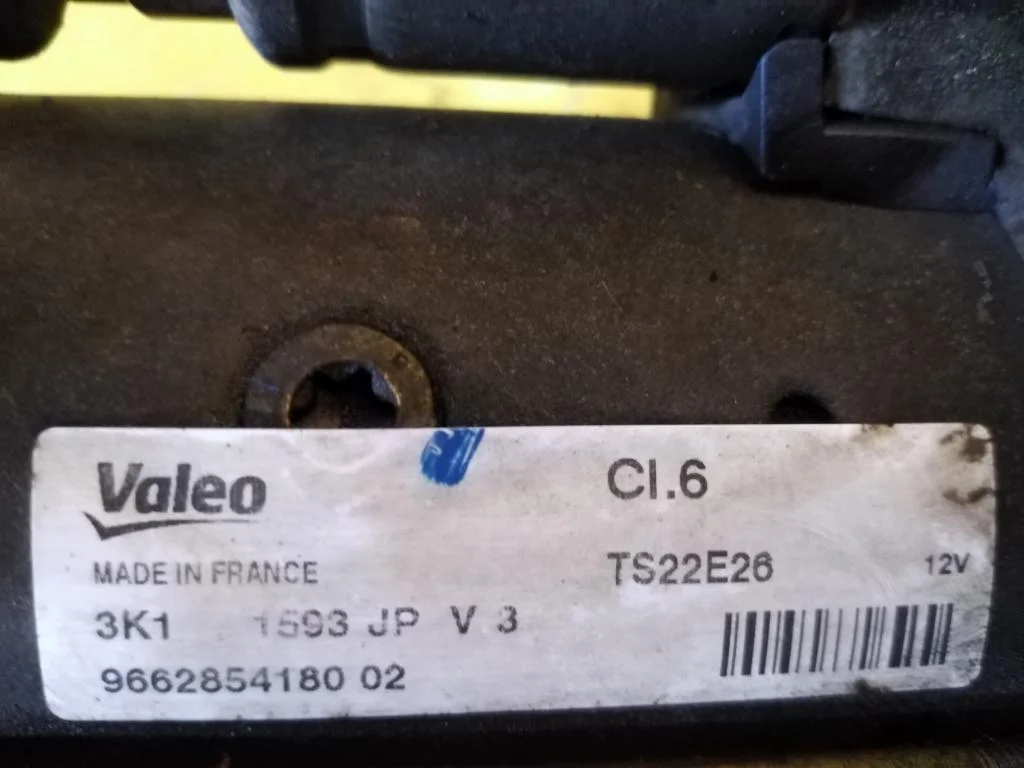 Valeo
Cl.6
MADE IN FRANCE
TS22E26
12V
3K1 1593 JP V 3
9662854180 02